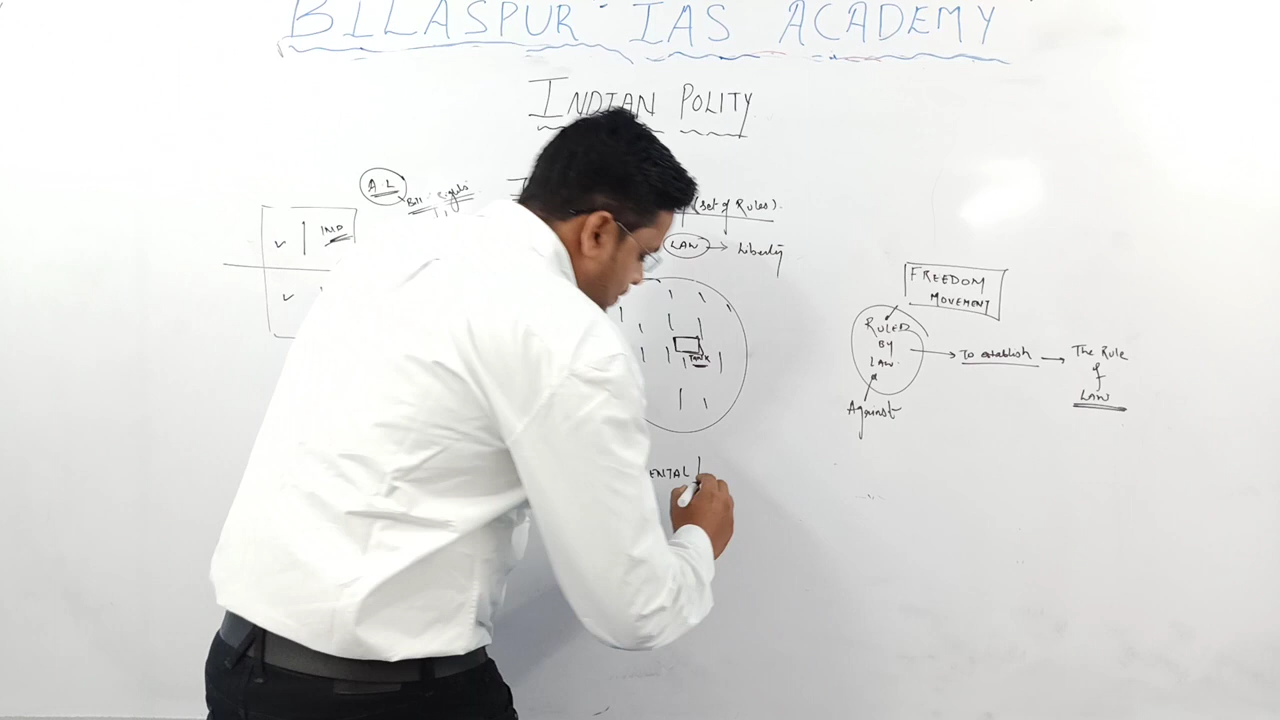 BILASPUR IAS ACADEMY
INDIAN POLITY
A.L
Bill Rights
(set of Rules).
IND
LAW → Liberty
TANK
FREEDOM
MOVEMENT
RULED
BY
LAW
To establish
The Rule
of
LAW
Against
ENTAL